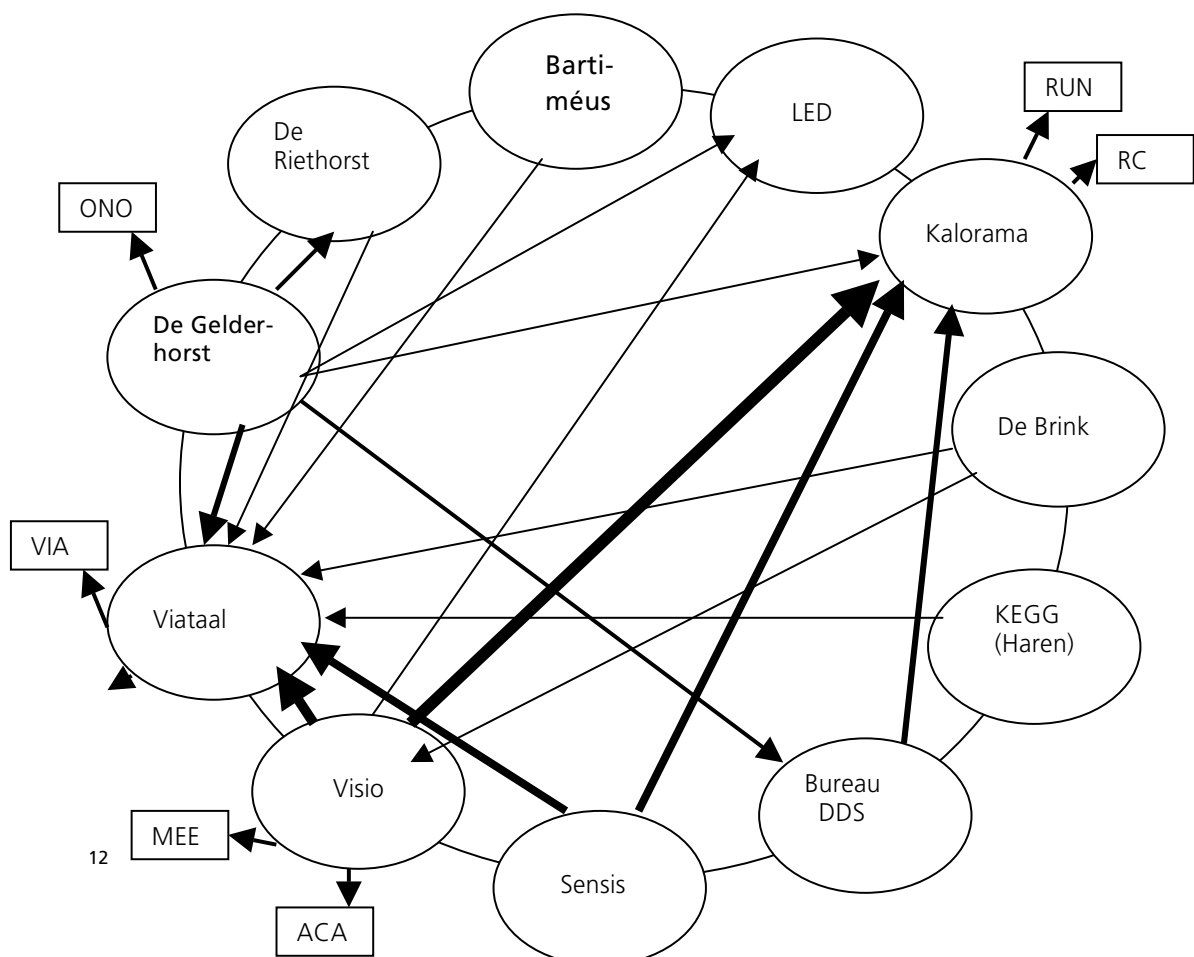 Barti-
méus
LED
RUN
De
Riethorst
RC
ONO
Kalorama
De Gelder-
horst
De Brink
VIA
Viataal
KEGG
(Haren)
Visio
Bureau
DDS
MEE
12
Sensis
ACA